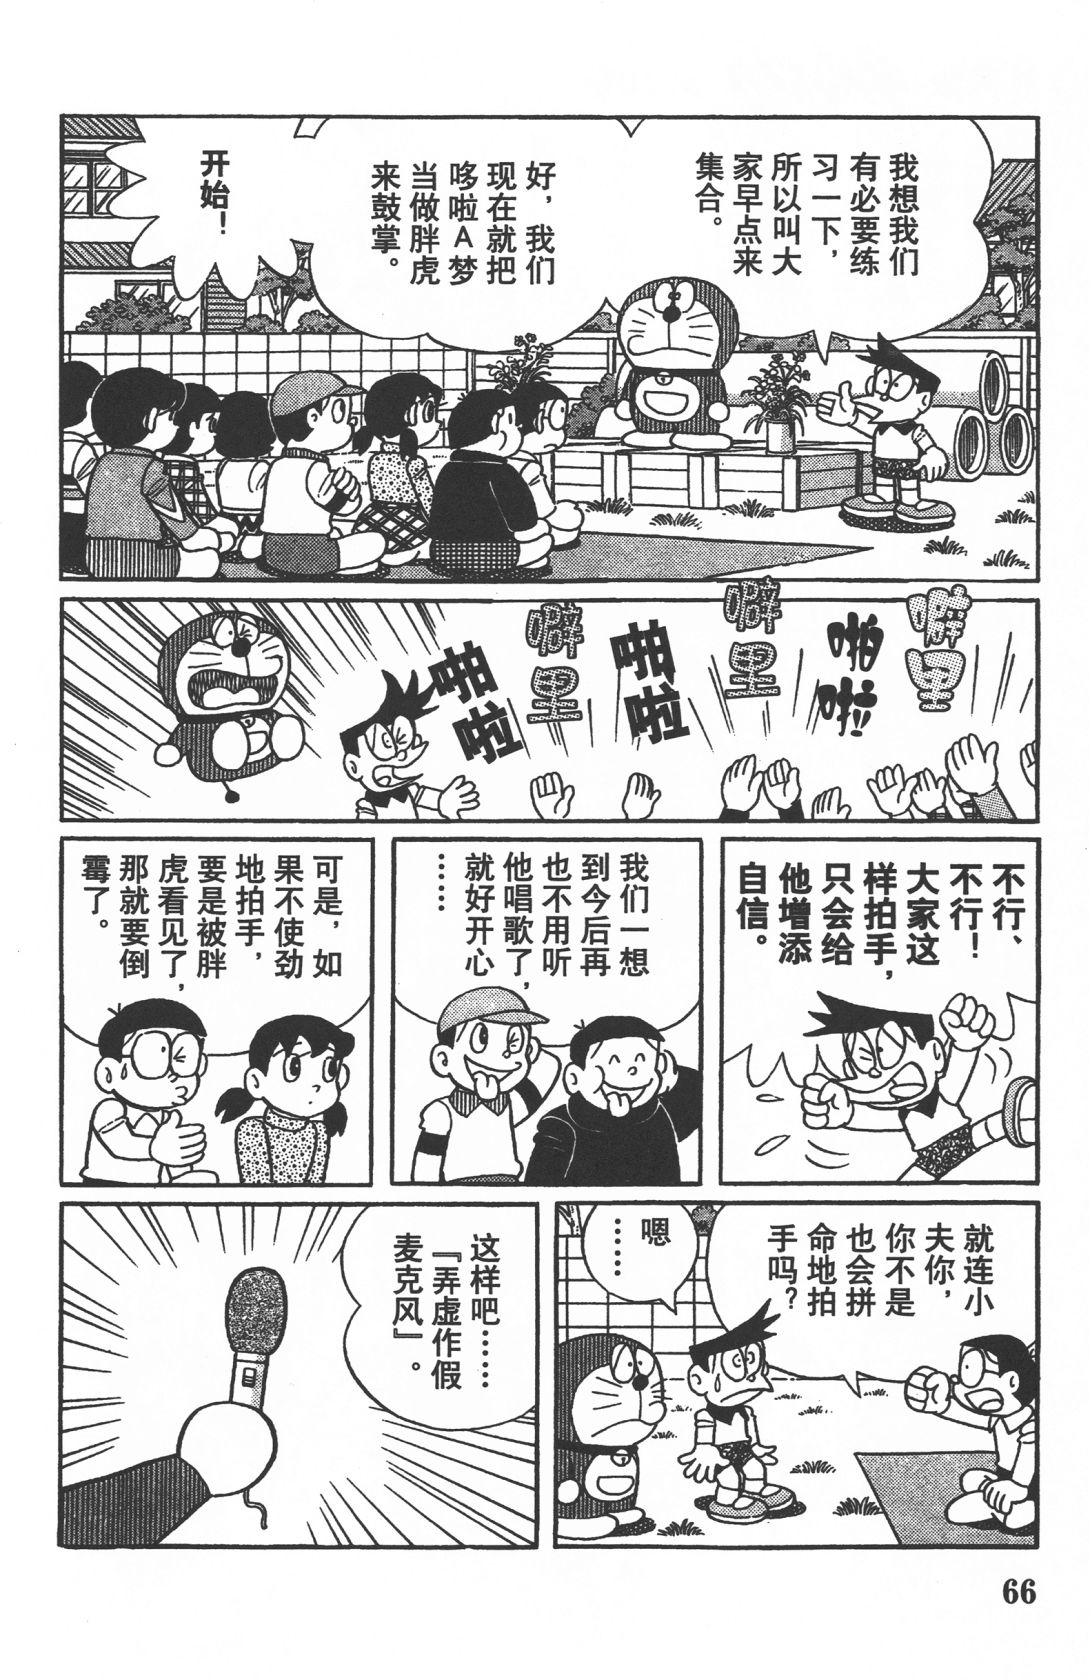 我想我们
有必要练
习一下，
所以叫大
家早点来
集合。
好，我们
现在就把
哆啦A梦
当做胖虎
来鼓掌。
开始！
噼里
啪啦
噼里
啪啦
噼里
啪啦
不行、
不行！
大家这
样拍手，
只会给
他增添
自信。
我们一想
到今后再
也不用听
他唱歌了，
就好开心
……
可是，如
果不使劲
地拍手，
要是被胖
虎看见了，
那就要倒
霉了。
就连小
夫你，
你不是
也会拼
命地拍
手吗？
嗯
……
这样吧……
『弄虚作假
麦克风』。
66